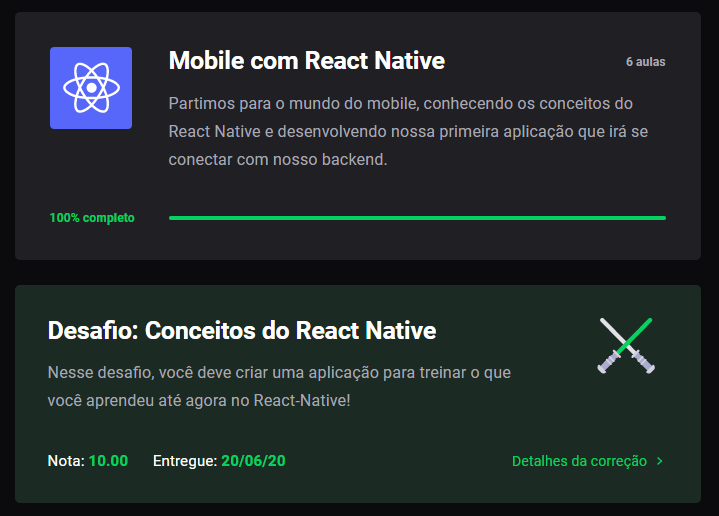 Mobile com React Native
6 aulas
Partimos para o mundo do mobile, conhecendo os conceitos do
React Native e desenvolvendo nossa primeira aplicação que irá se
conectar com nosso backend.
100% completo
Desafio: Conceitos do React Native
Nesse desafio, você deve criar uma aplicação para treinar o que
você aprendeu até agora no React-Native!
Nota: 10.00 Entregue: 20/06/20 Detalhes da correção >